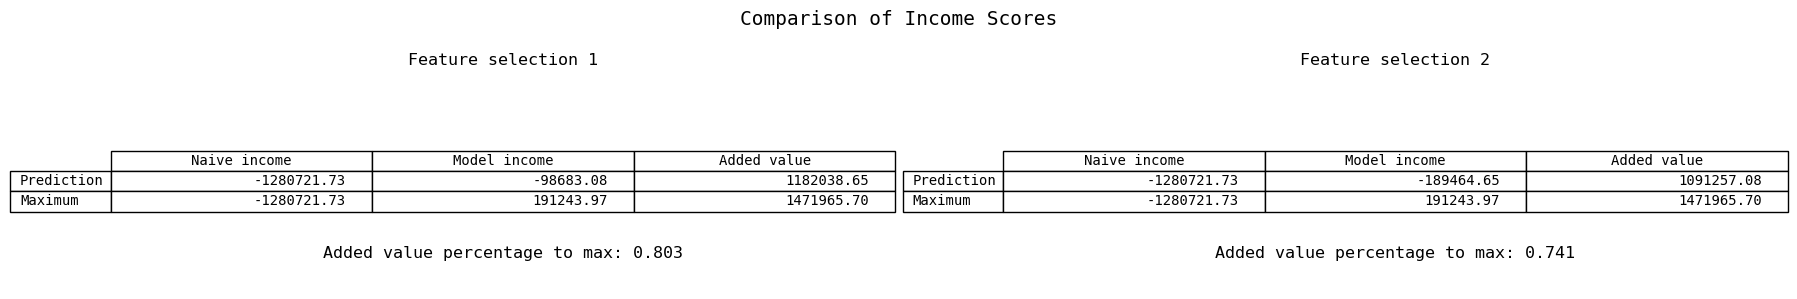 Comparison of Income Scores
Feature selection 1
Naive income Model income Added value
Prediction -1280721.73 -98683.08 1182038.65
Maximum -1280721.73 191243.97 1471965.70
Added value percentage to max: 0.803
Feature selection 2
Naive income Model income Added value
Prediction -1280721.73 -189464.65 1091257.08
Maximum -1280721.73 191243.97 1471965.70
Added value percentage to max: 0.741